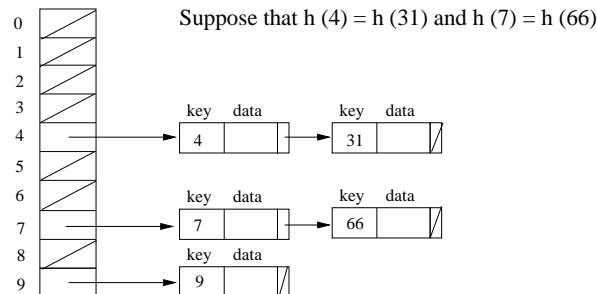 Suppose that h (4) = h (31) and h (7) = h (66)
0
1
2
3
key data key data
4 4 31
5
6
key data key data
7 7 66
8
key data
9 9